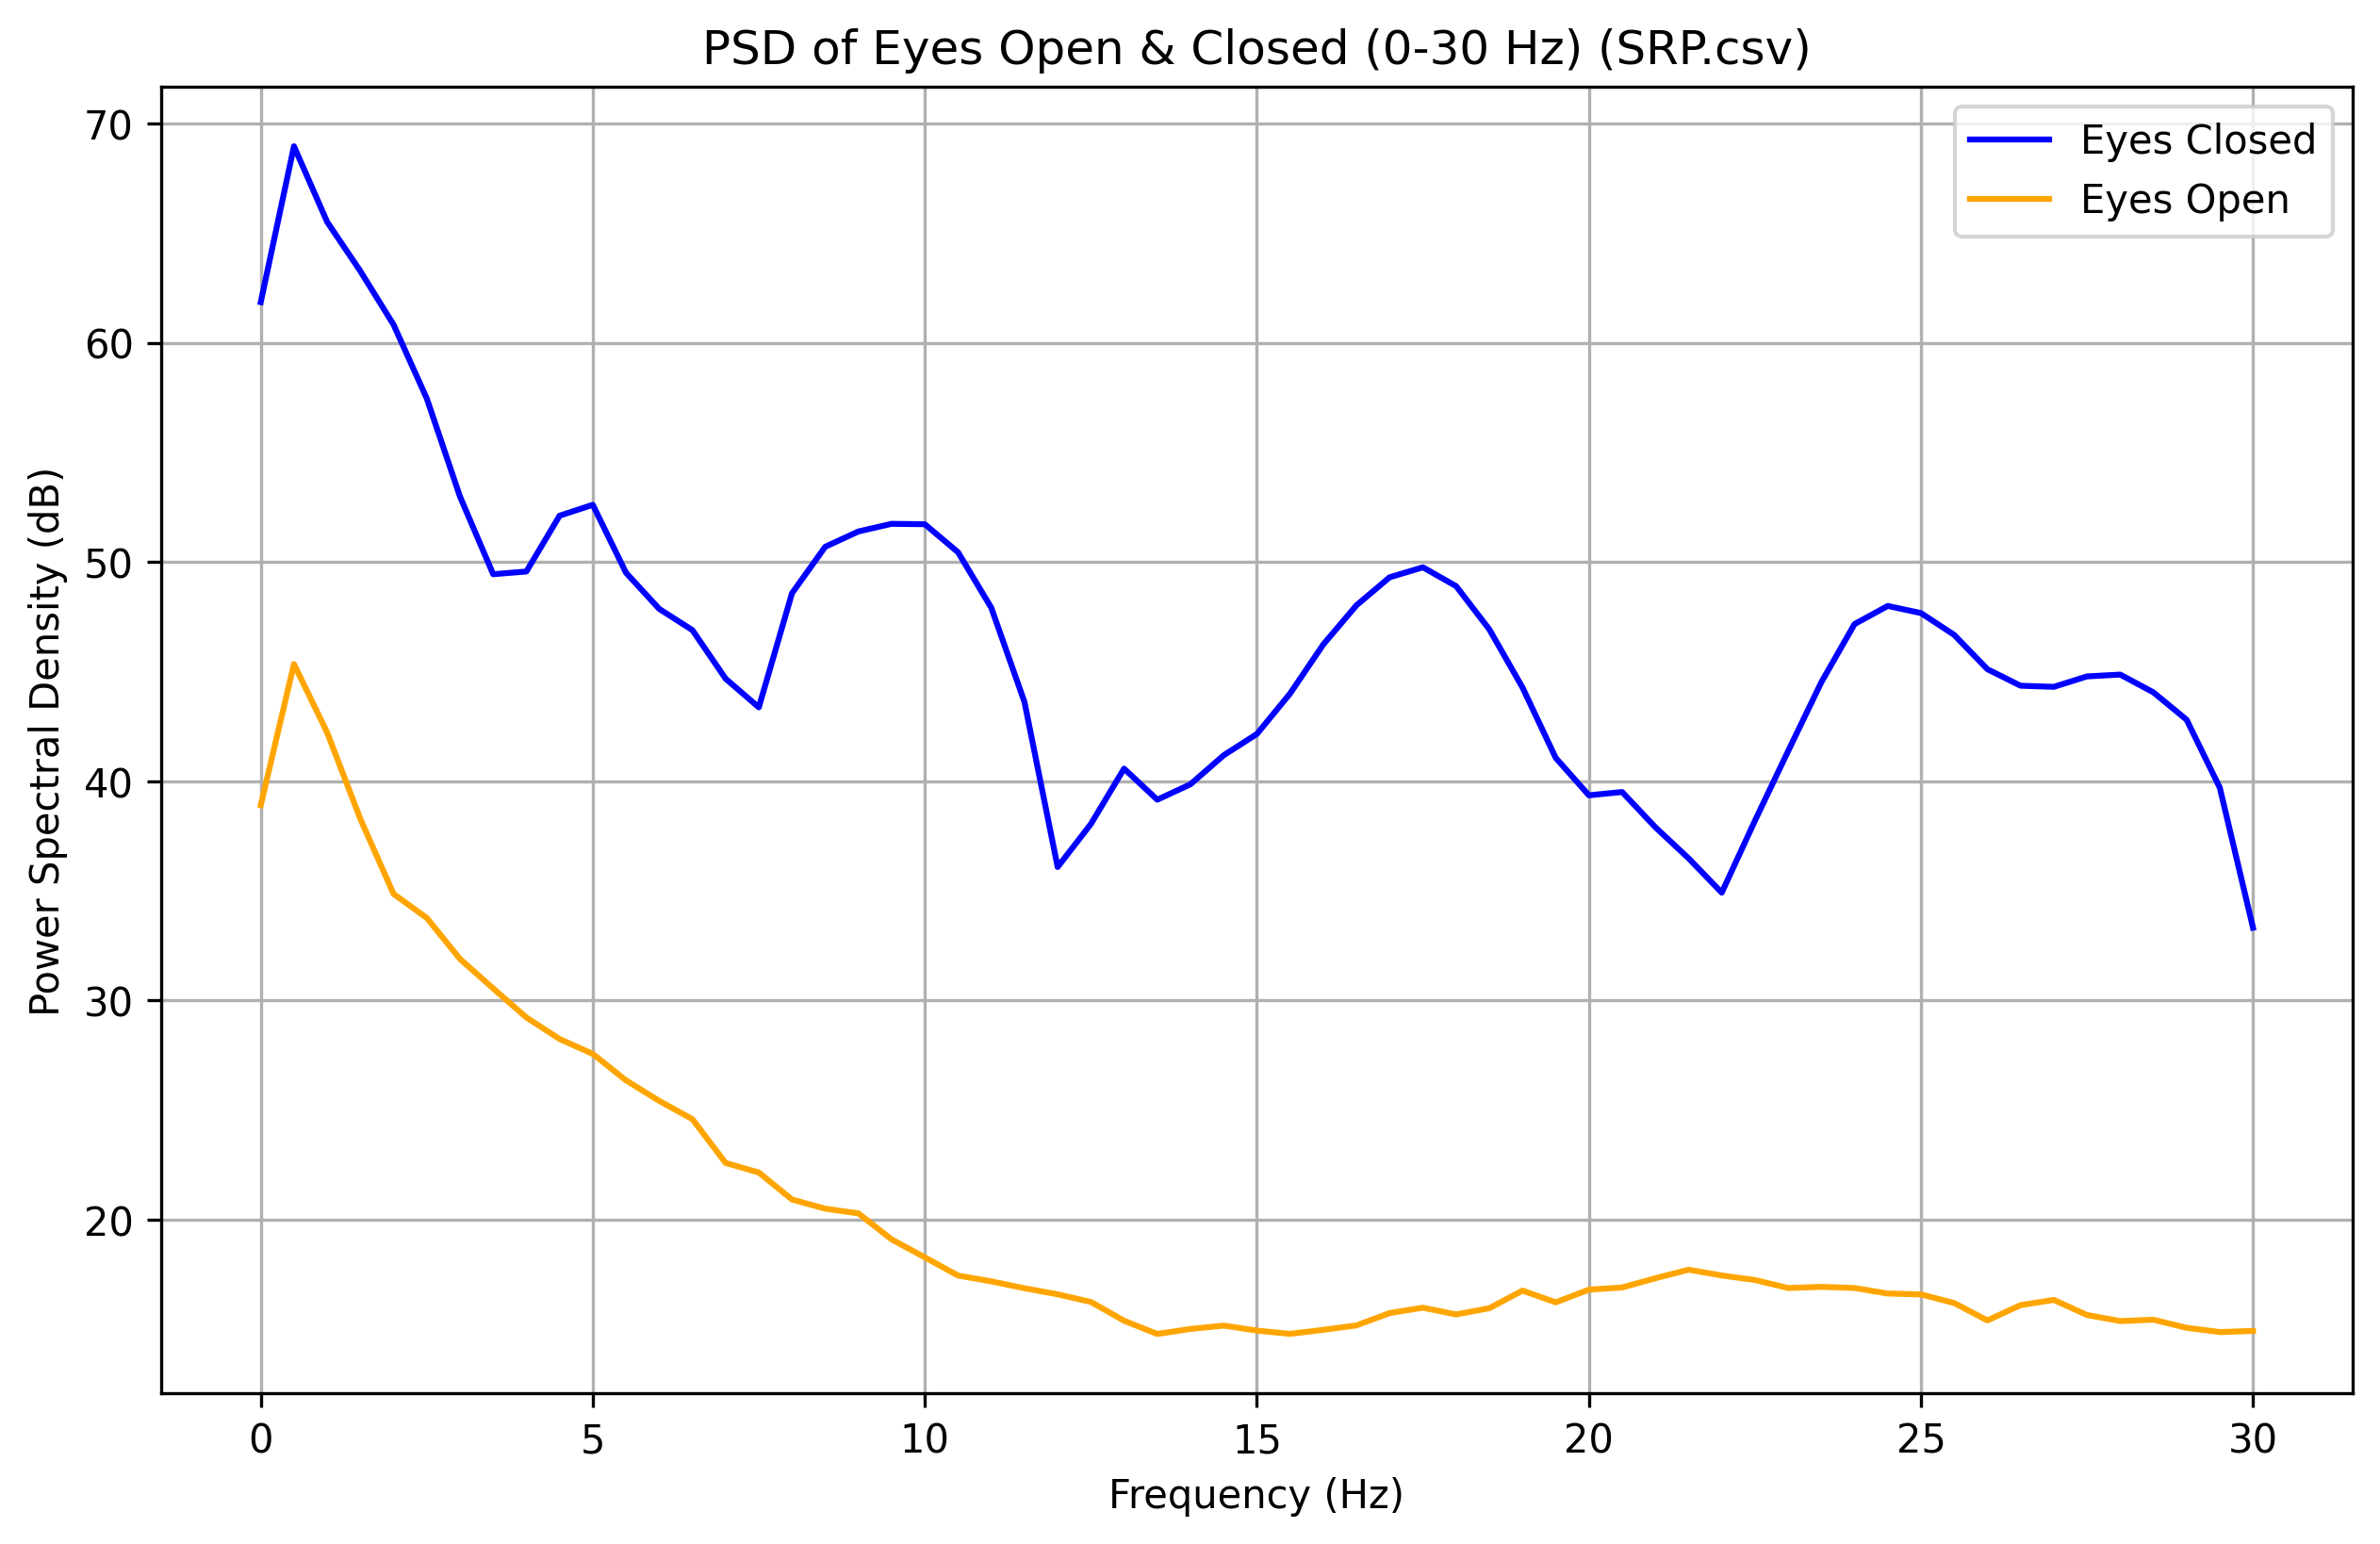 PSD of Eyes Open & Closed (0-30 Hz) (SRP.csv)
Eyes Closed
Eyes Open
Power Spectral Density (dB)
70
60
50
40
30
20
0 5 10 15 20 25 30
Frequency (Hz)